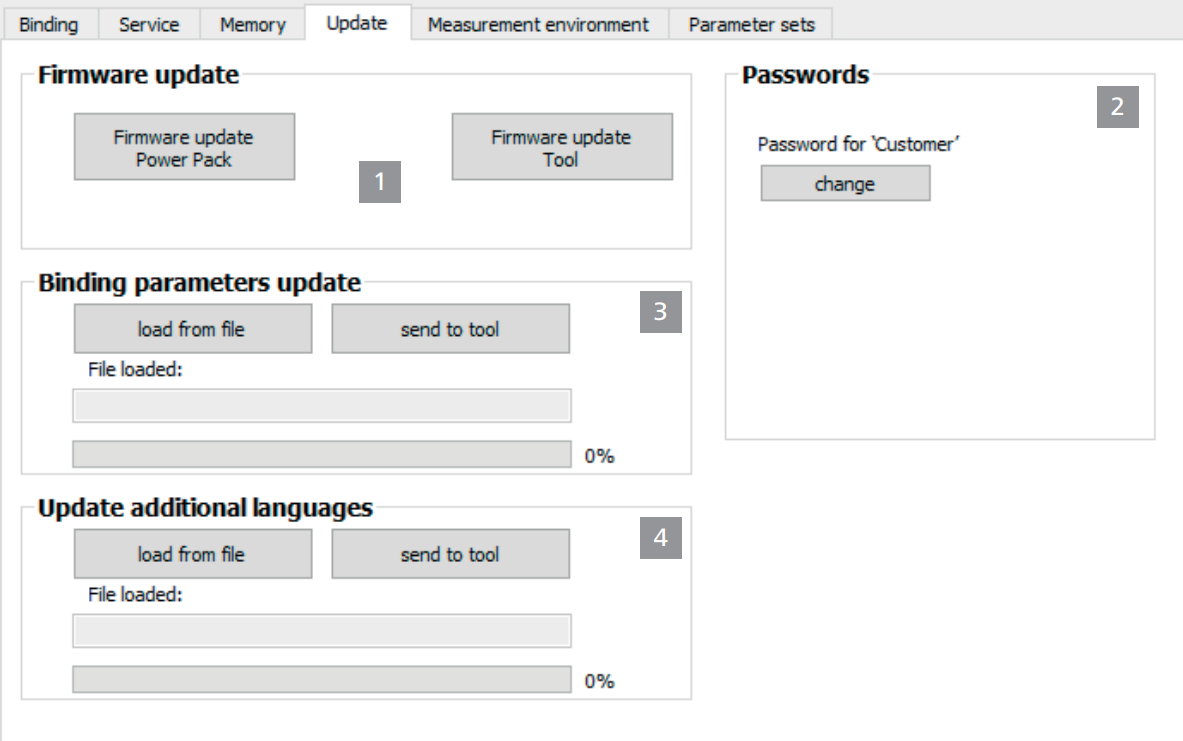 Binding Service Memory Update Measurement environment Parameter sets
Firmware update
Firmware update
Power Pack
Firmware update
Tool
1
Passwords
2
Password for ‘Customer’
change
Binding parameters update
3
load from file send to tool
File loaded:
0%
Update additional languages
4
load from file send to tool
File loaded:
0%